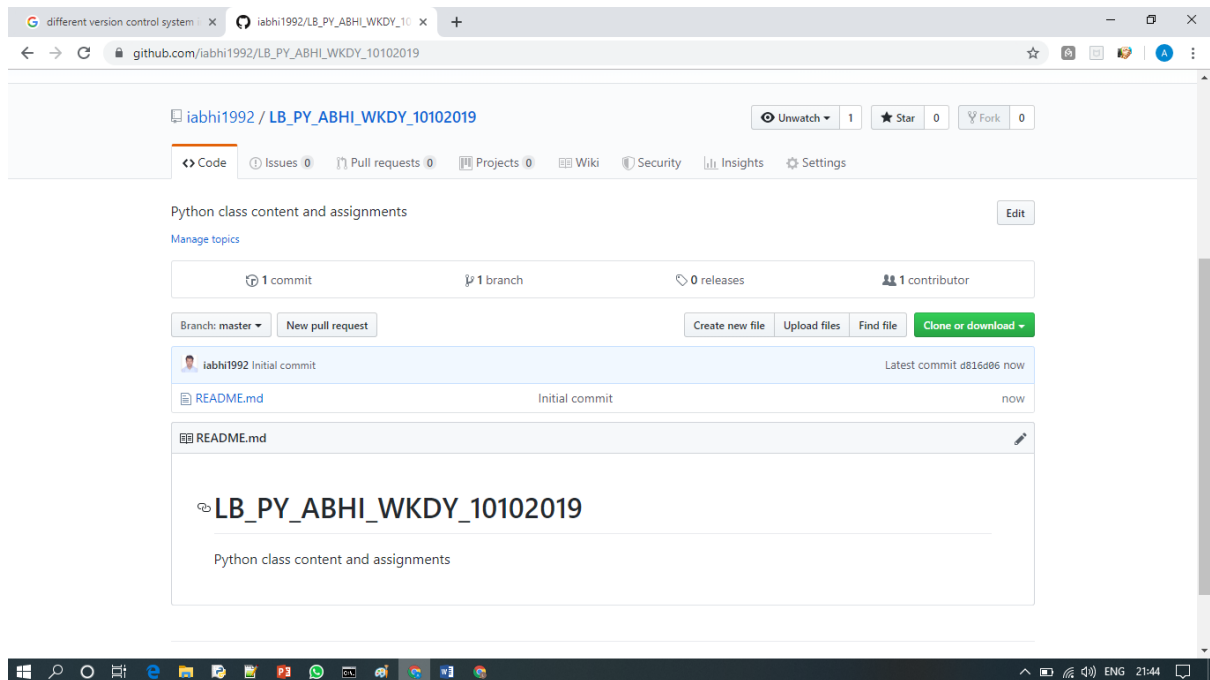 different version control system i
iabhi1992/LB_PY_ABHI_WKDY_10
github.com/iabhi1992/LB_PY_ABHI_WKDY_10102019
A
iabhi1992 / LB_PY_ABHI_WKDY_10102019
Unwatch 1 Star 0 Fork 0
Code Issues 0 Pull requests 0 Projects 0 Wiki Security Insights Settings
Python class content and assignments Edit
Manage topics
1 commit 1 branch 0 releases 1 contributor
Branch: master New pull request Create new file Upload files Find file Clone or download
iabhi1992 Initial commit Latest commit d816d06 now
README.md Initial commit now
README.md
LB_PY_ABHI_WKDY_10102019
Python class content and assignments
ENG 21:44